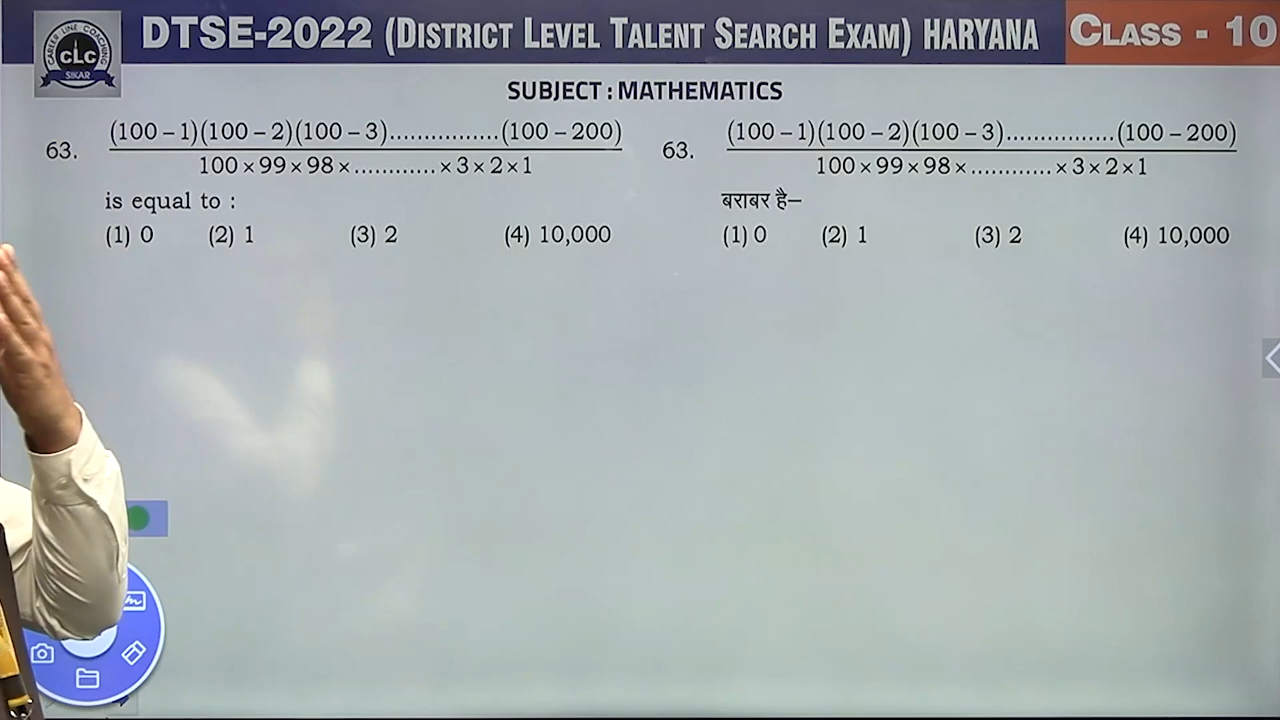 CAREER LINE COACHING
CLC
SIKAR
DTSE-2022 (DISTRICT LEVEL TALENT SEARCH EXAM) HARYANA
CLASS - 10
SUBJECT : MATHEMATICS
63. (100 – 1)(100 – 2)(100 – 3)................(100 – 200)
100 × 99 × 98 × ............ × 3 × 2 × 1
is equal to :
(1) 0 (2) 1 (3) 2 (4) 10,000
63. (100 – 1)(100 – 2)(100 – 3)................(100 – 200)
100 × 99 × 98 × ............ × 3 × 2 × 1
बराबर है–
(1) 0 (2) 1 (3) 2 (4) 10,000